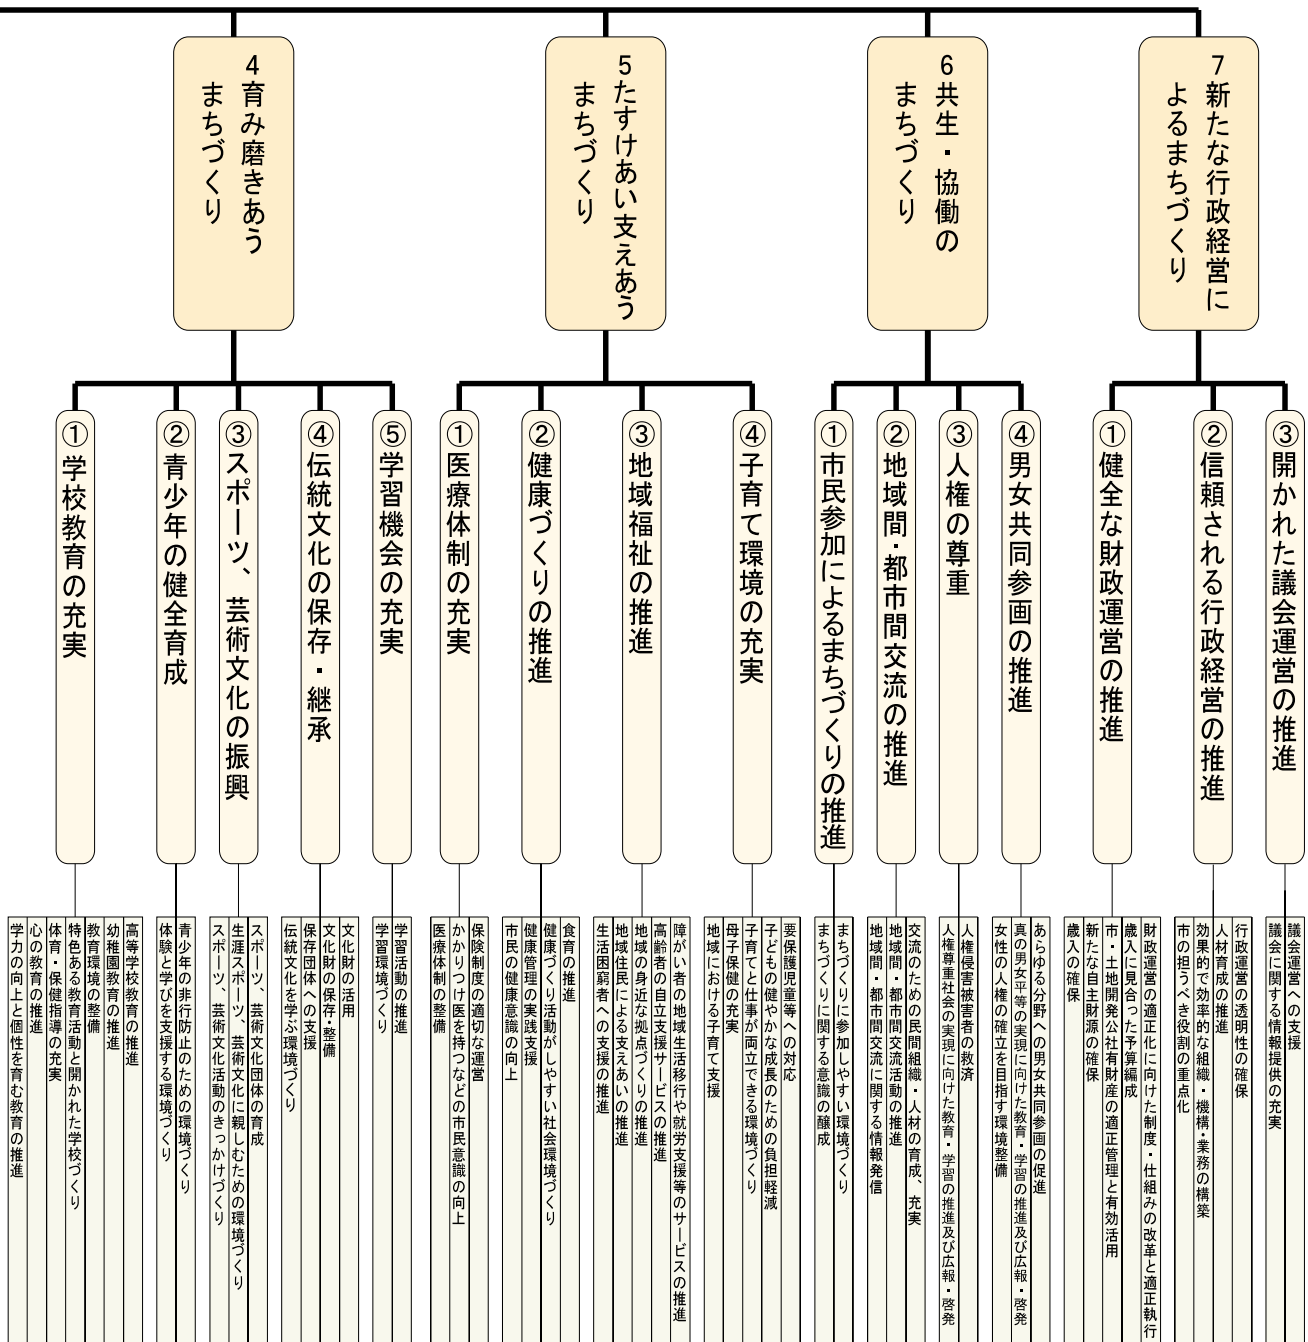 4 育み磨きあう
まちづくり
① 学校教育の充実
学力の向上と個性を育む教育の推進
心の教育の推進
体育・保健指導の充実
特色ある教育活動と開かれた学校づくり
教育環境の整備
幼稚園教育の推進
高等学校教育の推進
② 青少年の健全育成
体験と学びを支援する環境づくり
青少年の非行防止のための環境づくり
③ スポーツ、芸術文化の振興
スポーツ、芸術文化活動のきっかけづくり
生涯スポーツ、芸術文化に親しむための環境づくり
スポーツ、芸術文化団体の育成
④ 伝統文化の保存・継承
伝統文化を学ぶ環境づくり
保存団体への支援
文化財の保存・整備
文化財の活用
⑤ 学習機会の充実
学習環境づくり
学習活動の推進
5 たすけあい支えあう
まちづくり
① 医療体制の充実
医療体制の整備
かかりつけ医を持つなどの市民意識の向上
保険制度の適切な運営
② 健康づくりの推進
市民の健康意識の向上
健康管理の実践支援
健康づくり活動がしやすい社会環境づくり
食育の推進
③ 地域福祉の推進
生活困窮者への支援の推進
地域住民による支えあいの推進
地域の身近な拠点づくりの推進
高齢者の自立支援サービスの推進
障がい者の地域生活移行や就労支援等のサービスの推進
④ 子育て環境の充実
地域における子育て支援
母子保健の充実
子育てと仕事が両立できる環境づくり
子どもの健やかな成長のための負担軽減
要保護児童等への対応
6 共生・協働の
まちづくり
① 市民参加によるまちづくりの推進
まちづくりに関する意識の醸成
まちづくりに参加しやすい環境づくり
② 地域間・都市間交流の推進
地域間・都市間交流に関する情報発信
地域間・都市間交流活動の推進
交流のための民間組織・人材の育成、充実
③ 人権の尊重
人権尊重社会の実現に向けた教育・学習の推進及び広報・啓発
人権侵害被害者の救済
④ 男女共同参画の推進
女性の人権の確立を目指す環境整備
真の男女平等の実現に向けた教育・学習の推進及び広報・啓発
あらゆる分野への男女共同参画の促進
7 新たな行政経営に
よるまちづくり
① 健全な財政運営の推進
歳入の確保
新たな自主財源の確保
市・土地開発公社有財産の適正管理と有効活用
歳入に見合った予算編成
財政運営の適正化に向けた制度・仕組みの改革と適正執行
② 信頼される行政経営の推進
市の担うべき役割の重点化
効果的で効率的な組織・機構・業務の構築
人材育成の推進
行政運営の透明性の確保
③ 開かれた議会運営の推進
議会に関する情報提供の充実
議会運営への支援